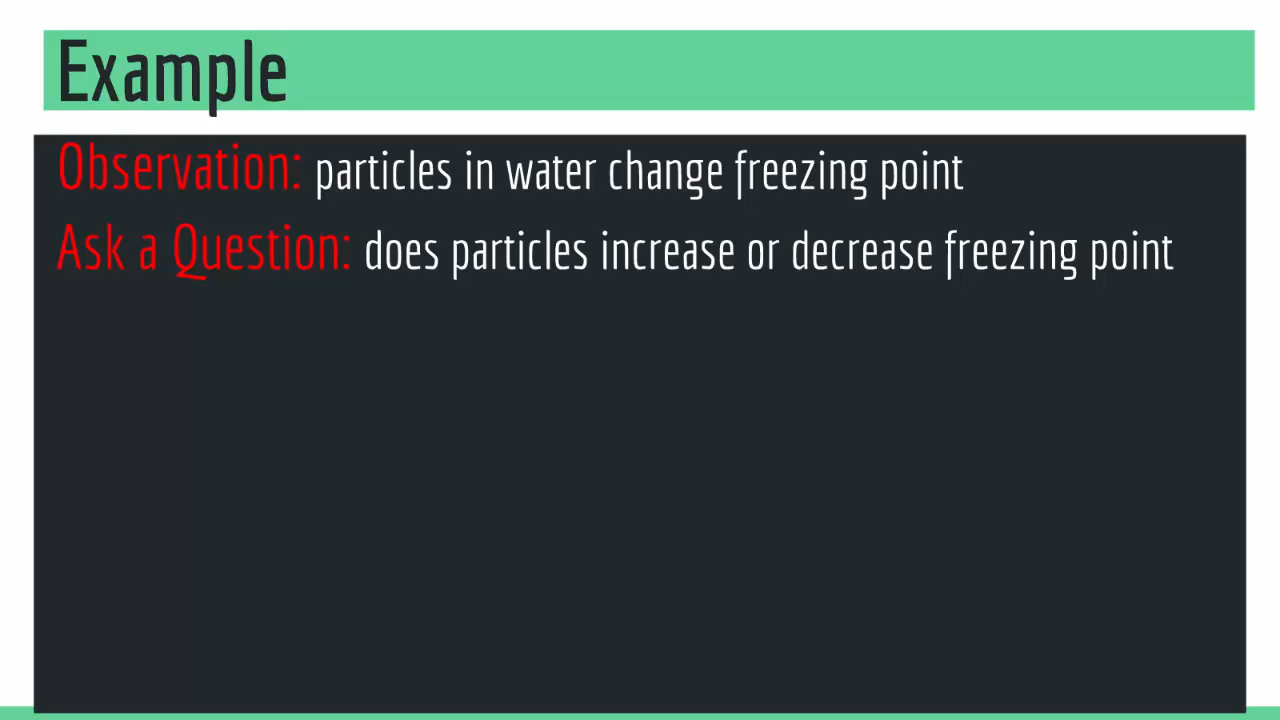 Example
Observation: particles in water change freezing point
Ask a Question: does particles increase or decrease freezing point